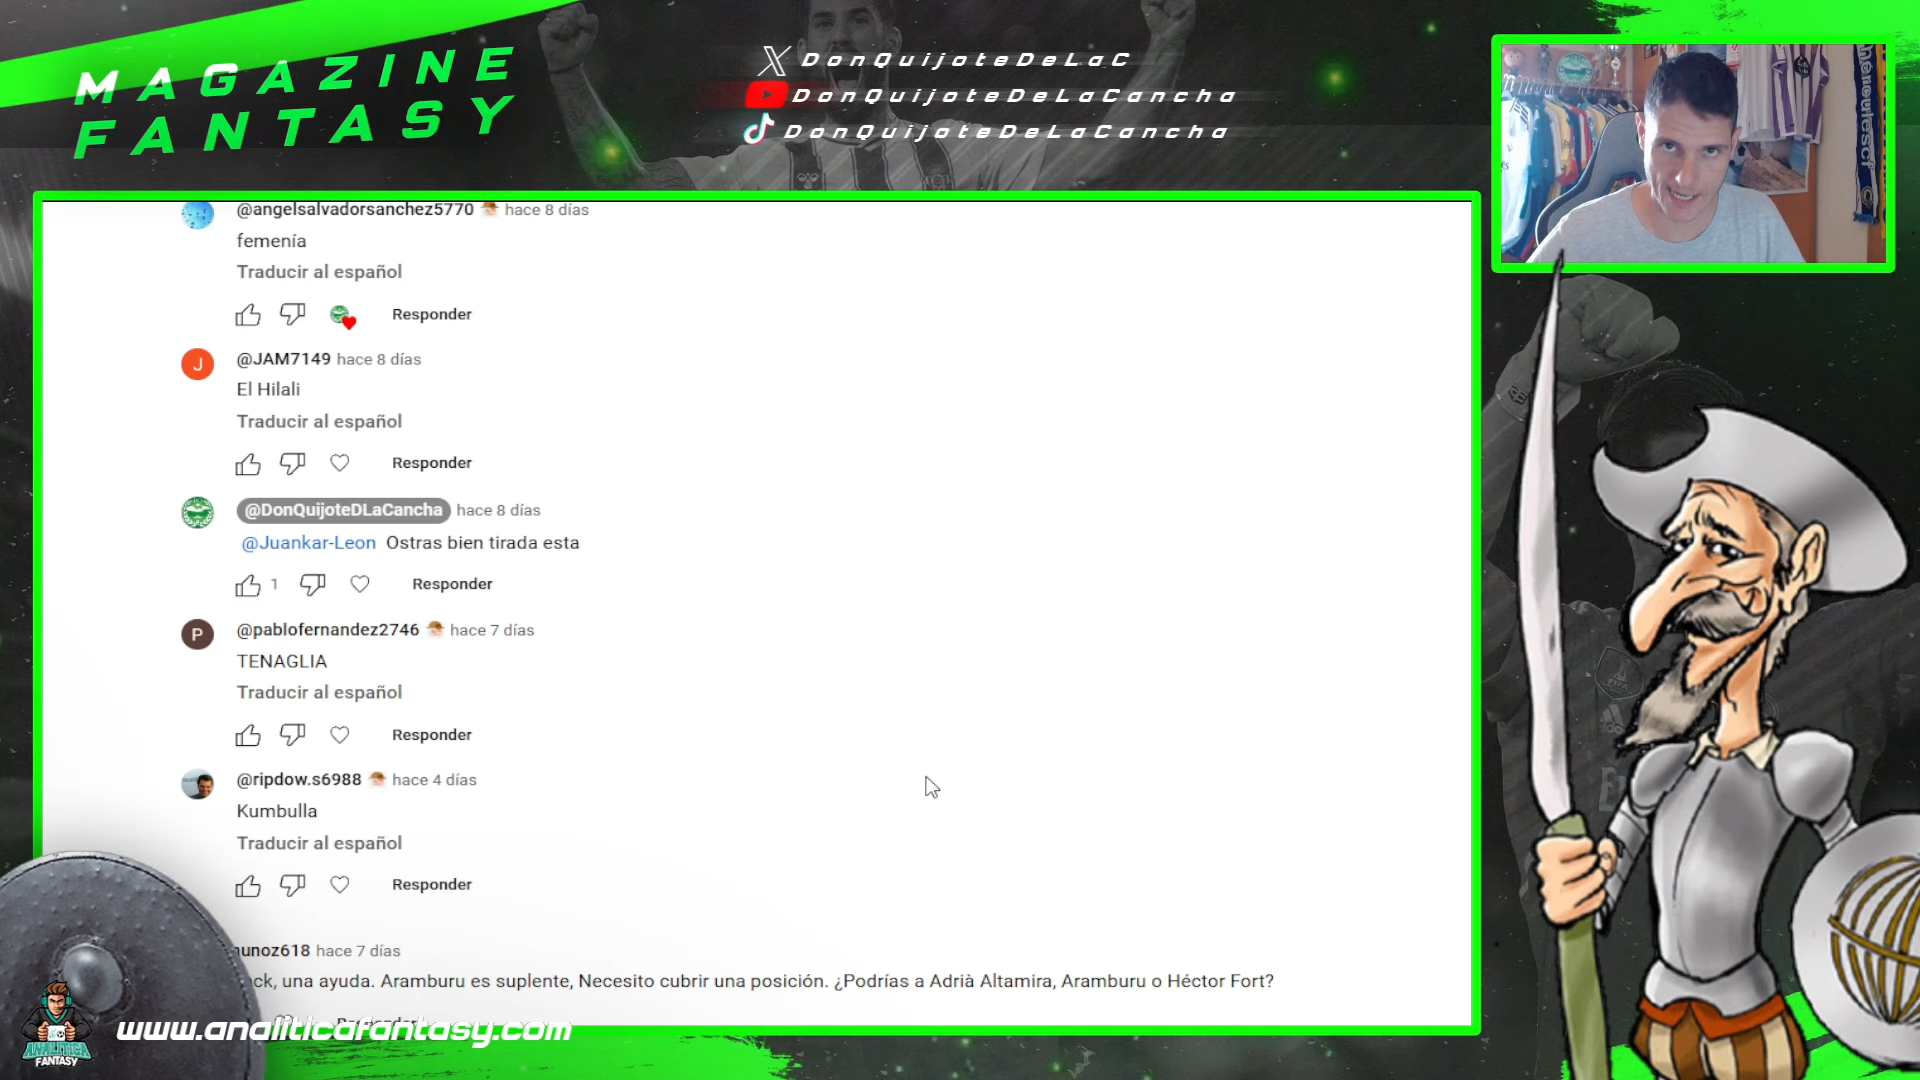 MAGAZINE
FANTASY
DonQuijoteDeLaC
DonQuijoteDeLaCancha
DonQuijoteDeLaCancha
@angelsalvadorsanchez5770 hace 8 días
femenía
Traducir al español
Responder
J
@JAM7149 hace 8 días
El Hilali
Traducir al español
Responder
@DonQuijoteDLaCancha hace 8 días
@Juankar-Leon Ostras bien tirada esta
1 Responder
P
@pablofernandez2746 hace 7 días
TENAGLIA
Traducir al español
Responder
@ripdow.s6988 hace 4 días
Kumbulla
Traducir al español
Responder
unoz618 hace 7 días
ck, una ayuda. Aramburu es suplente, Necesito cubrir una posición. ¿Podrías a Adrià Altamira, Aramburu o Héctor Fort?
Responder
www.analiticafantasy.com
ANALITICA
FANTASY